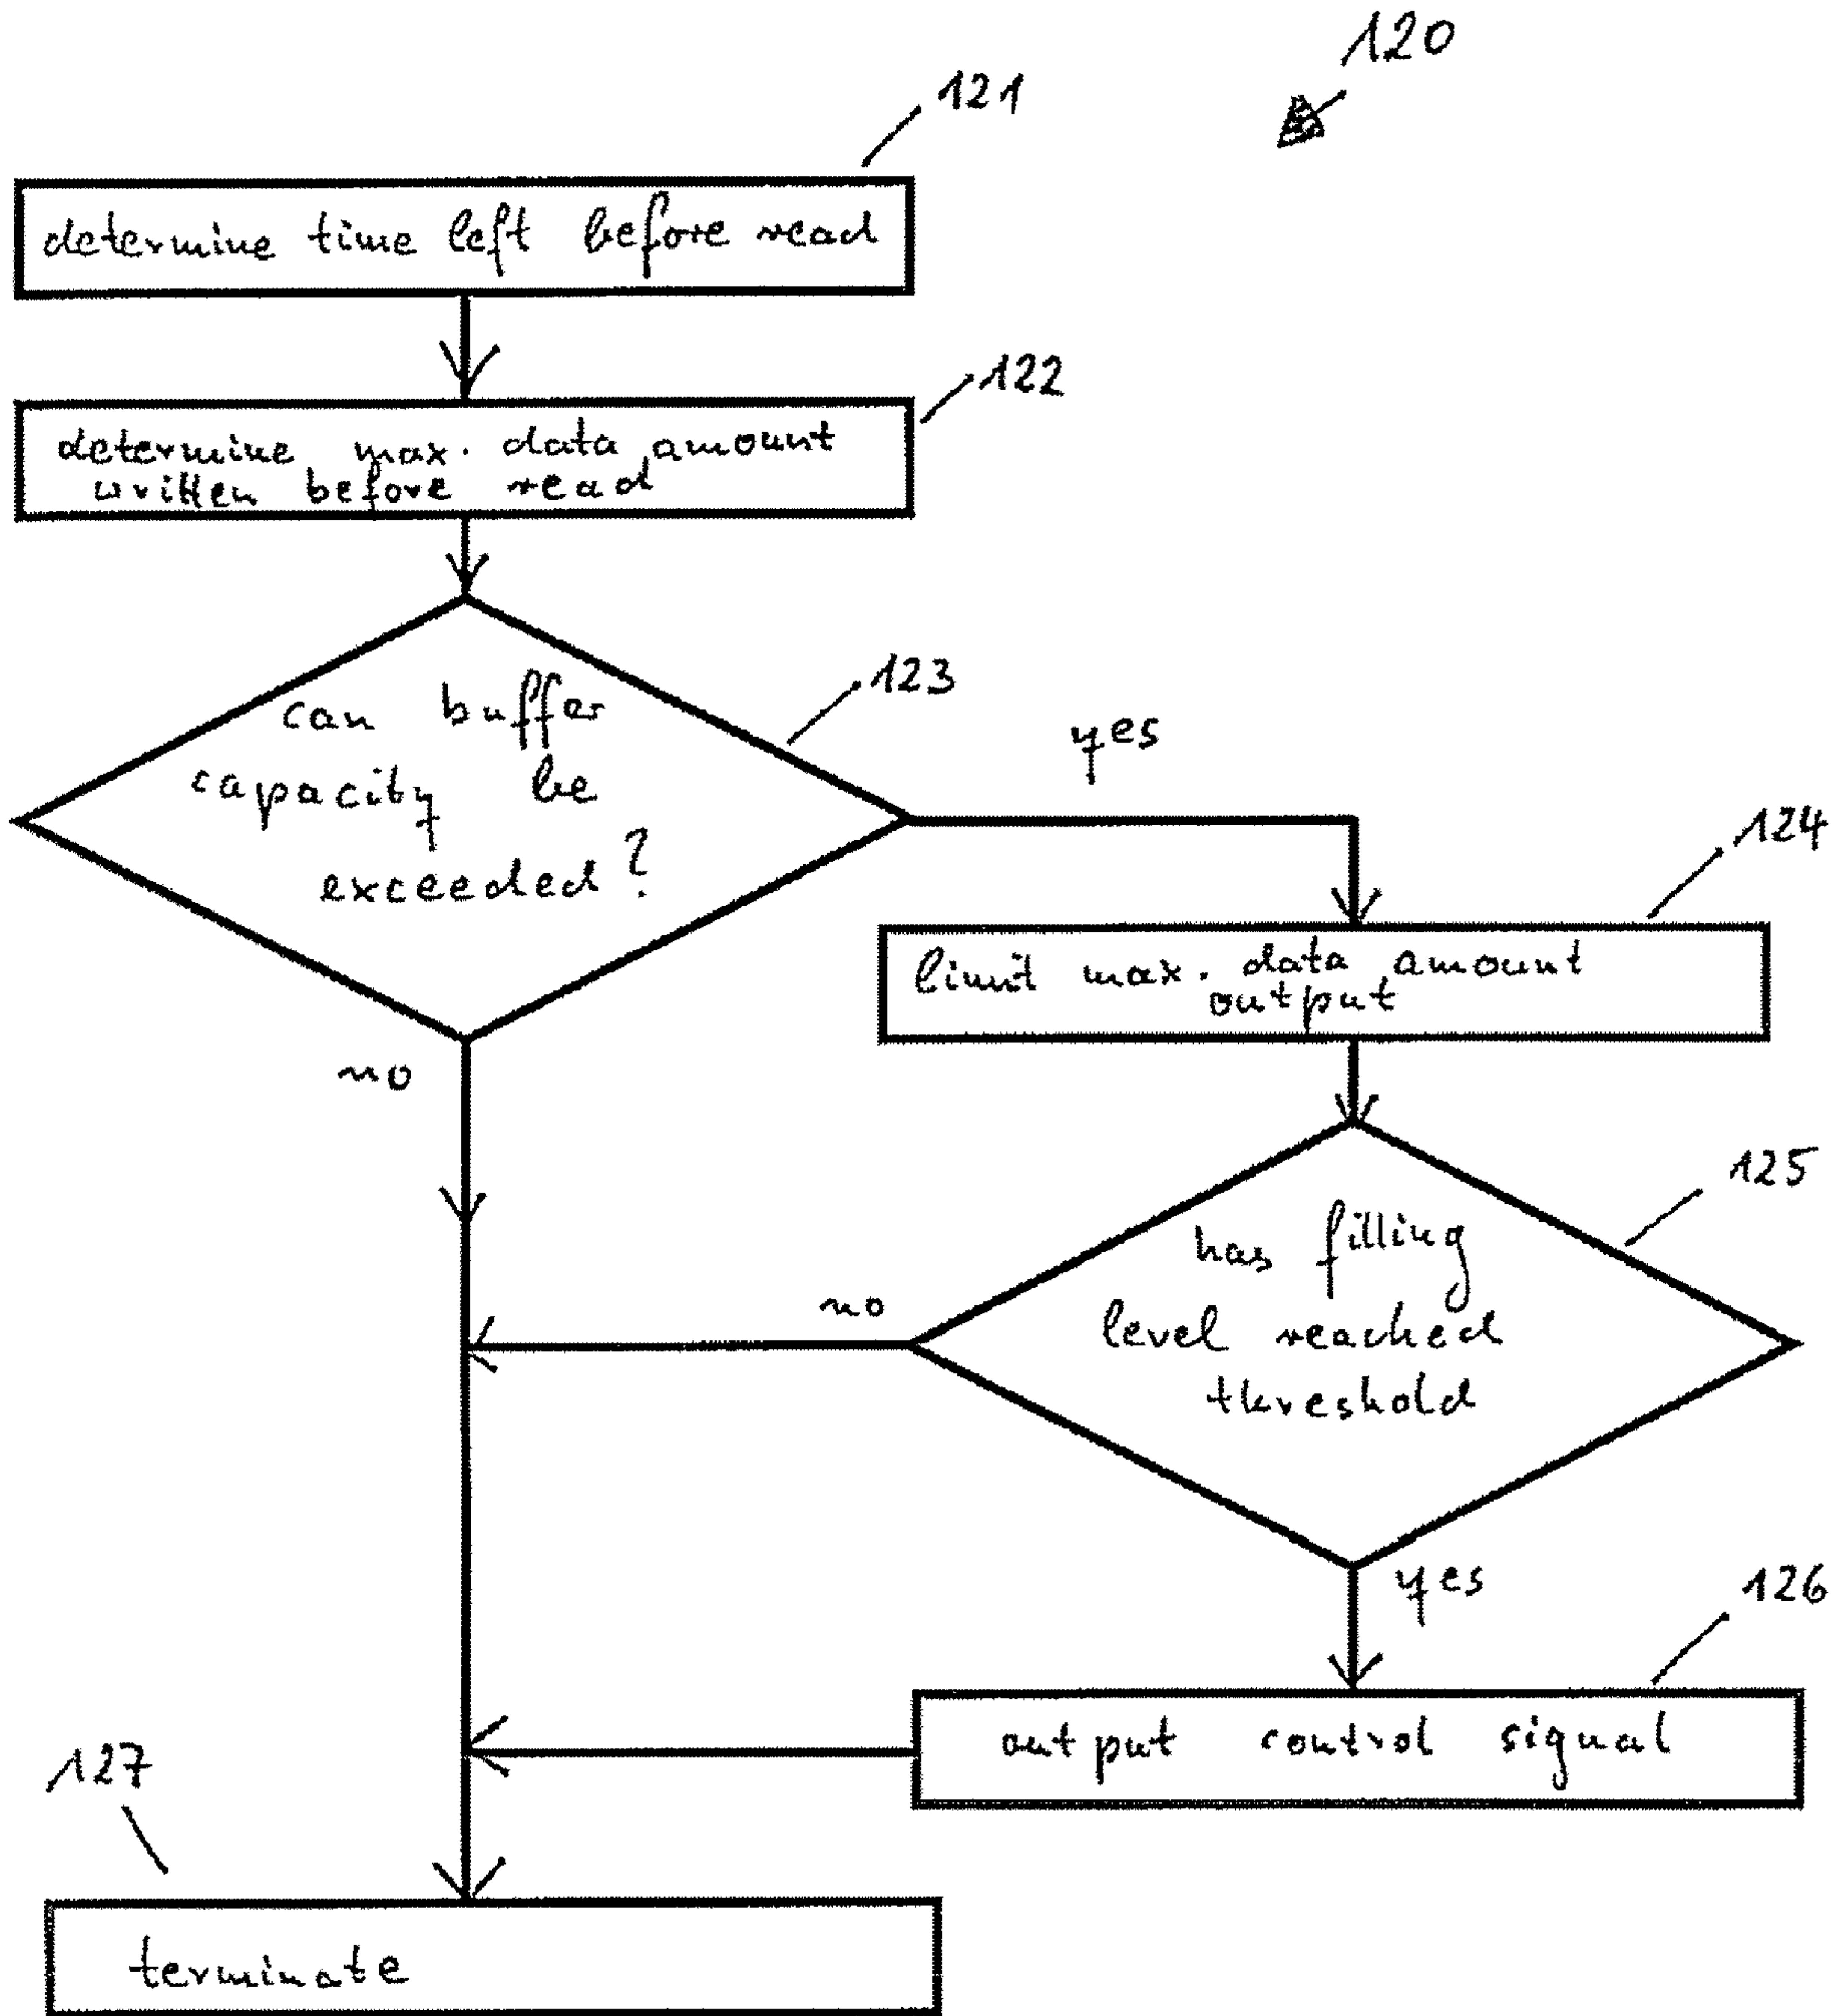 120
121
determine time left before read
122
determine max. data amount
written before read
123
can buffer
capacity be
exceeded?
yes
no
124
limit max. data amount
output
125
has filling
level reached
threshold
no
yes
126
output control signal
127
terminate